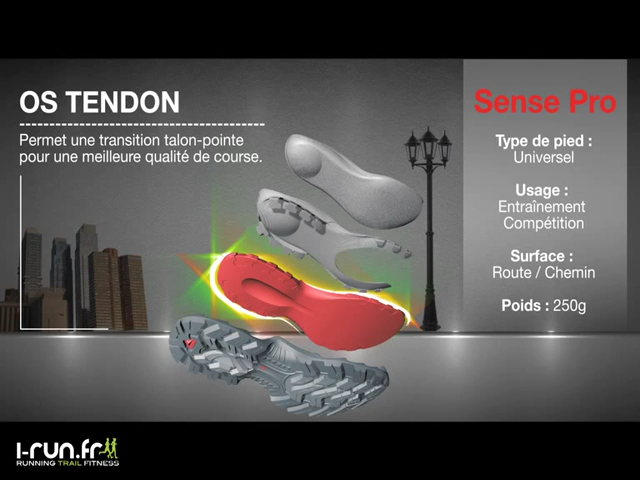 OS TENDON
Permet une transition talon-pointe
pour une meilleure qualité de course.
Sense Pro
Type de pied :
Universel
Usage :
Entraînement
Compétition
Surface :
Route / Chemin
Poids : 250g
i-run.fr
RUNNING TRAIL FITNESS